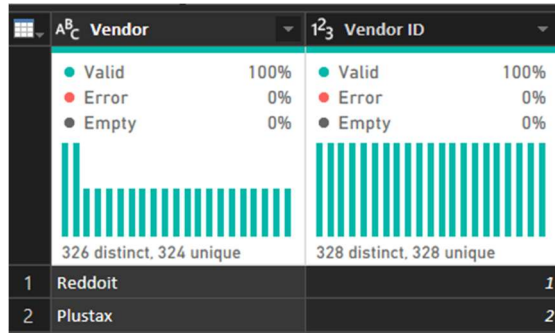 ABC Vendor
123 Vendor ID
Valid 100%
Error 0%
Empty 0%
326 distinct, 324 unique
Valid 100%
Error 0%
Empty 0%
328 distinct, 328 unique
1 Reddoit 1
2 Plustax 2